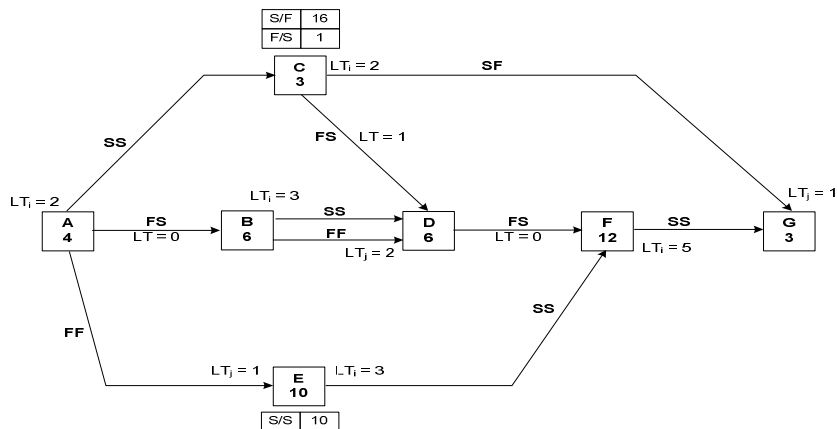 S/F 16
F/S 1
C
3
LTi = 2
SF
SS
FS
LT = 1
LTi = 2
LTi = 3
LTj = 1
A
4
FS
LT = 0
B
6
SS
FF
LTj = 2
D
6
FS
LT = 0
F
12
SS
LTi = 5
G
3
FF
SS
LTj = 1
E
10
LTi = 3
S/S 10